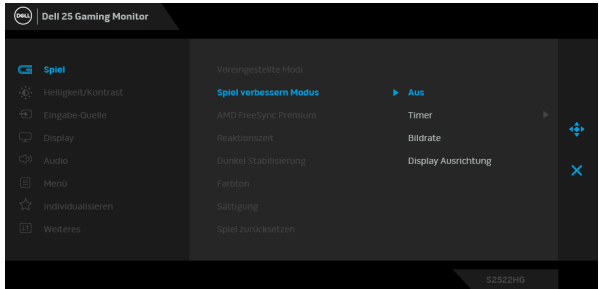 DELL Dell 25 Gaming Monitor
Spiel
Helligkeit/Kontrast
Eingabe-Quelle
Display
Audio
Menü
Individualisieren
Weiteres
Voreingestellte Modi
Spiel verbessern Modus
AMD FreeSync Premium
Reaktionszeit
Dunkel Stabilisierung
Farbton
Sättigung
Spiel zurücksetzen
Aus
Timer
Bildrate
Display Ausrichtung
S2522HG